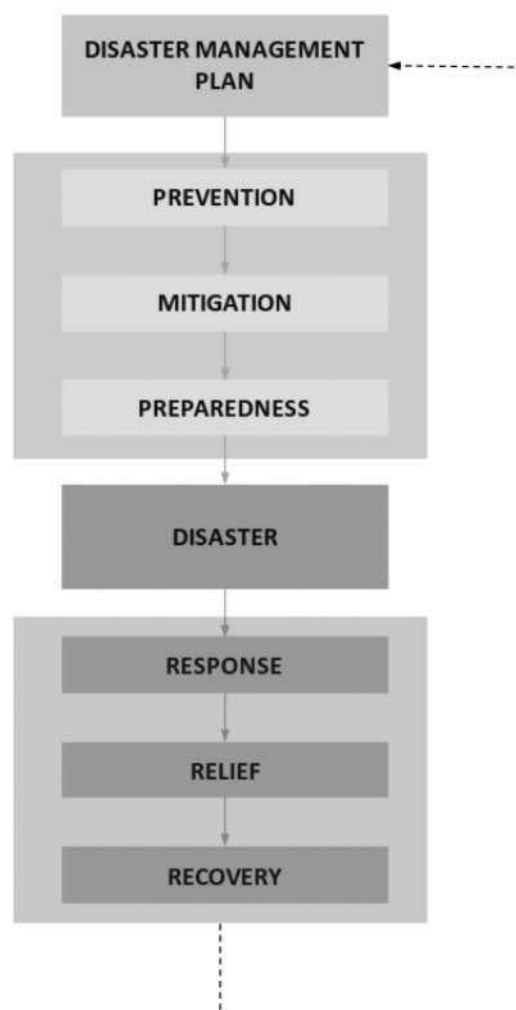 DISASTER MANAGEMENT
PLAN
PREVENTION
MITIGATION
PREPAREDNESS
DISASTER
RESPONSE
RELIEF
RECOVERY